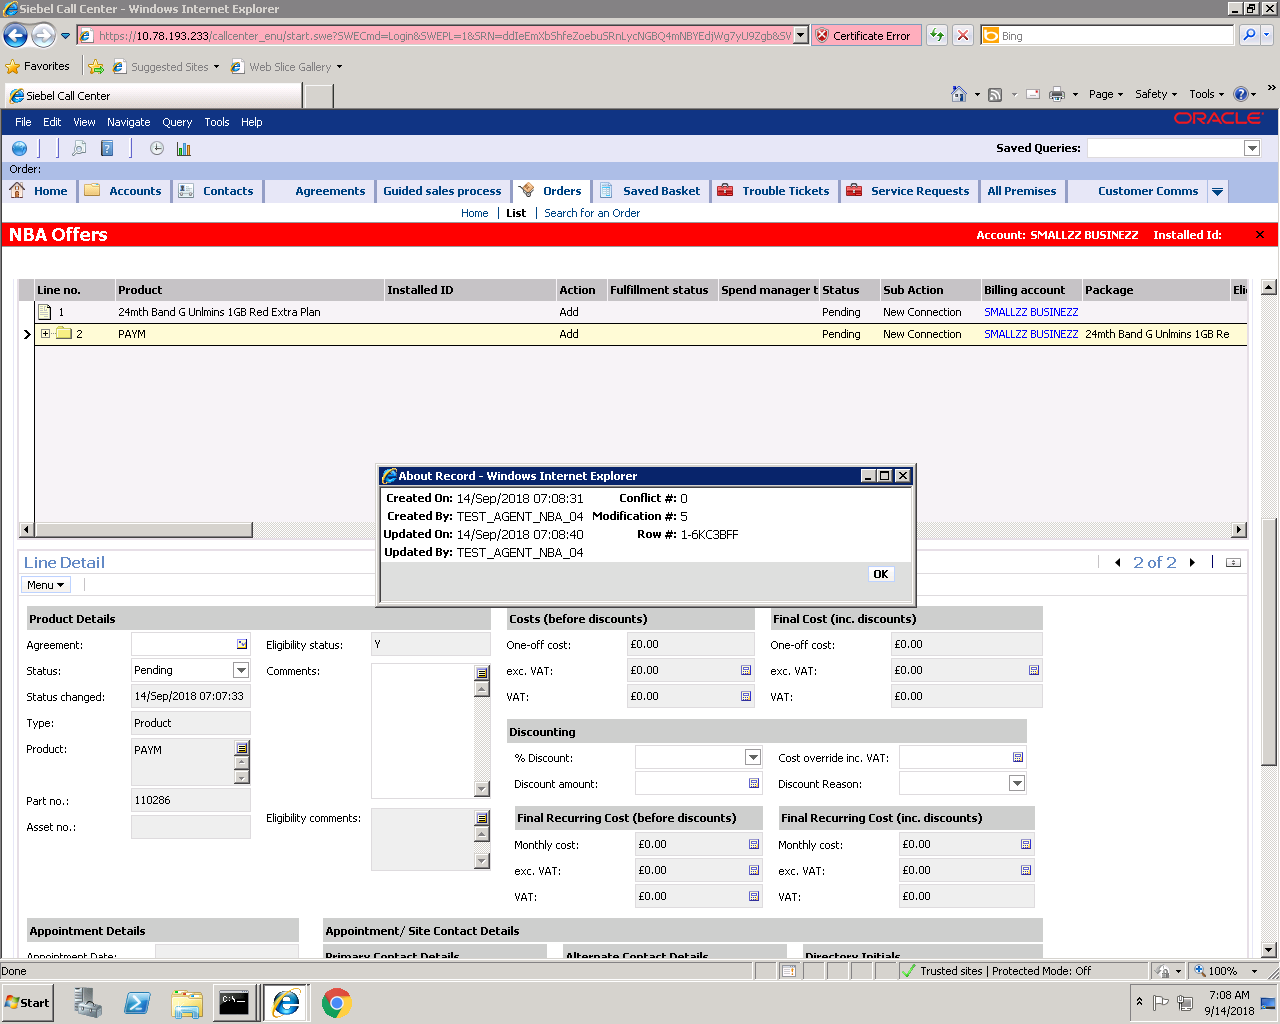 Siebel Call Center - Windows Internet Explorer
https://10.78.193.233/callcenter_enu/start.swe?SWECmd=Login&SWEPL=1&SRN=ddIeEmXbShfeZoebuSRnLycNGBQ4mNBYEdjWg7yU9Zgb&SV
Certificate Error
Bing
Favorites Suggested Sites Web Slice Gallery
Siebel Call Center
Page Safety Tools
File Edit View Navigate Query Tools Help
ORACLE
Saved Queries:
Order:
Home Accounts Contacts Agreements Guided sales process Orders Saved Basket Trouble Tickets Service Requests All Premises Customer Comms
Home List Search for an Order
NBA Offers Account: SMALLZZ BUSINEZZ Installed Id:
Line no. Product Installed ID Action Fulfillment status Spend manager t Status Sub Action Billing account Package Eli
1 24mth Band G Unlmins 1GB Red Extra Plan Add Pending New Connection SMALLZZ BUSINEZZ
2 PAYM Add Pending New Connection SMALLZZ BUSINEZZ 24mth Band G Unlmins 1GB Re
About Record - Windows Internet Explorer
Created On: 14/Sep/2018 07:08:31 Conflict #: 0
Created By: TEST_AGENT_NBA_04 Modification #: 5
Updated On: 14/Sep/2018 07:08:40 Row #: 1-6KC3BFF
Updated By: TEST_AGENT_NBA_04
OK
Line Detail 2 of 2
Menu
Product Details Costs (before discounts) Final Cost (inc. discounts)
Agreement: Eligibility status: Y One-off cost: £0.00 One-off cost: £0.00
Status: Pending Comments: exc. VAT: £0.00 exc. VAT: £0.00
Status changed: 14/Sep/2018 07:07:33 VAT: £0.00 VAT: £0.00
Type: Product
Discounting
Product: PAYM % Discount: Cost override inc. VAT:
Discount amount: Discount Reason:
Part no.: 110286
Asset no.: Eligibility comments: Final Recurring Cost (before discounts) Final Recurring Cost (inc. discounts)
Monthly cost: £0.00 Monthly cost: £0.00
exc. VAT: £0.00 exc. VAT: £0.00
VAT: £0.00 VAT: £0.00
Appointment Details Appointment/ Site Contact Details
Appointment Date: Primary Contact Details Alternate Contact Details Directory Initials
Done Trusted sites | Protected Mode: Off 100%
Start 7:08 AM
9/14/2018